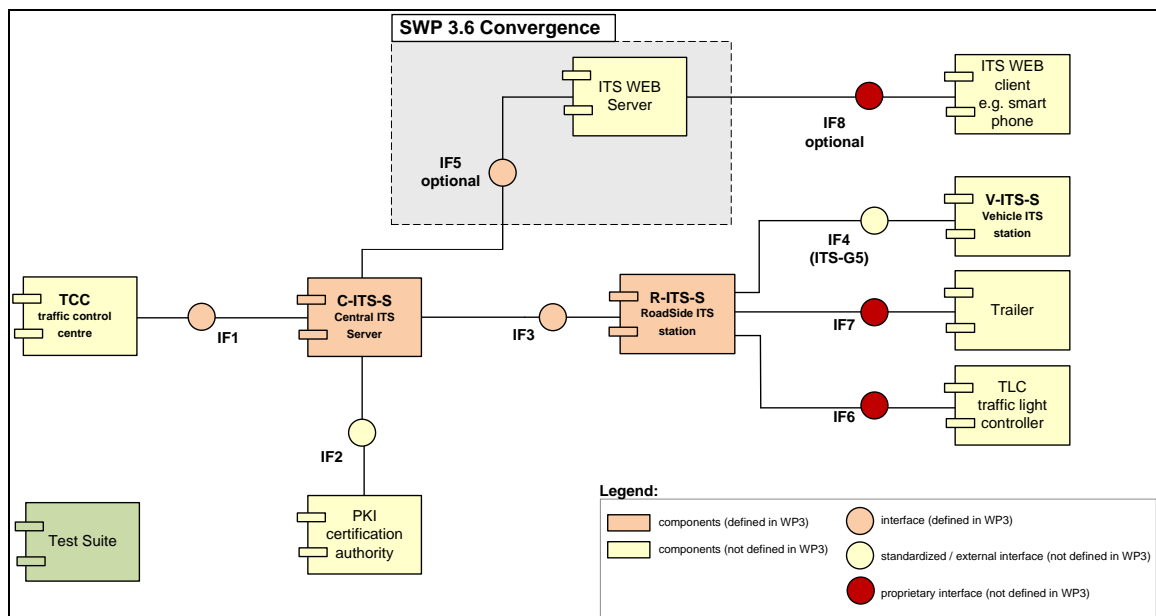 SWP 3.6 Convergence
ITS WEB
Server
ITS WEB
client
e.g. smart
phone
IF8
optional
IF5
optional
V-ITS-S
Vehicle ITS
station
IF4
(ITS-G5)
TCC
traffic control
centre
IF1
C-ITS-S
Central ITS
Server
IF3
R-ITS-S
RoadSide ITS
station
IF7
Trailer
IF6
TLC
traffic light
controller
IF2
PKI
certification
authority
Test Suite
Legend:
components (defined in WP3)
components (not defined in WP3)
interface (defined in WP3)
standardized / external interface (not defined in WP3)
proprietary interface (not defined in WP3)